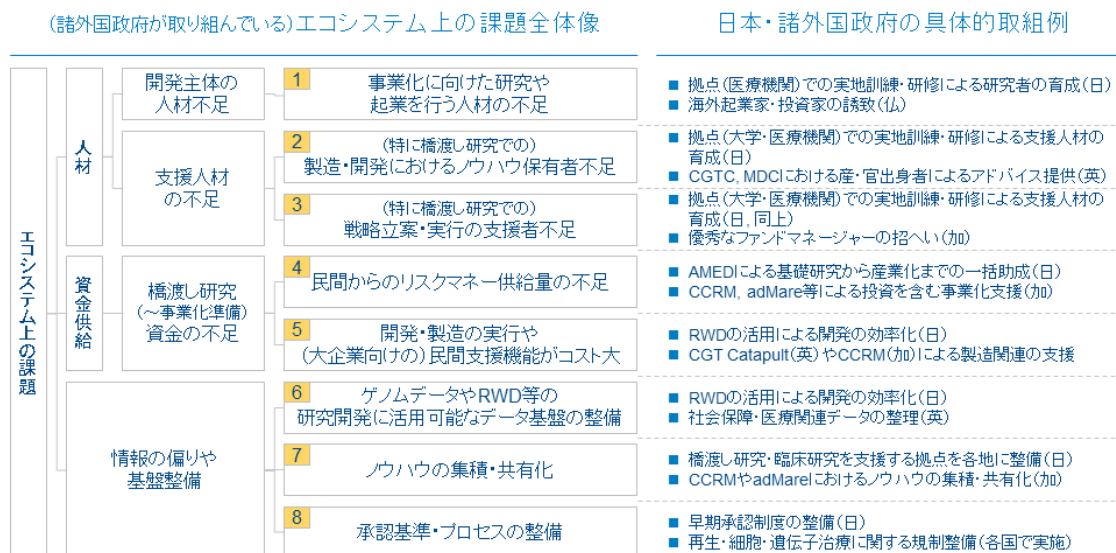 (諸外国政府が取り組んでいる)エコシステム上の課題全体像
日本・諸外国政府の具体的取組例
エコシステム上の課題
人材
開発主体の
人材不足
1
事業化に向けた研究や
起業を行う人材の不足
■ 拠点(医療機関)での実地訓練・研修による研究者の育成(日)
■ 海外起業家・投資家の誘致(仏)
支援人材
の不足
2
(特に橋渡し研究での)
製造・開発におけるノウハウ保有者不足
■ 拠点(大学・医療機関)での実地訓練・研修による支援人材の
育成(日)
■ CGTC, MDCにおける産・官出身者によるアドバイス提供(英)
3
(特に橋渡し研究での)
戦略立案・実行の支援者不足
■ 拠点(大学・医療機関)での実地訓練・研修による支援人材の
育成(日, 同上)
■ 優秀なファンドマネージャーの招へい(加)
資金供給
橋渡し研究
(~事業化準備)
資金の不足
4
民間からのリスクマネー供給量の不足
■ AMEDによる基礎研究から産業化までの一括助成(日)
■ CCRM, adMare等による投資を含む事業化支援(加)
5
開発・製造の実行や
(大企業向けの)民間支援機能がコスト大
■ RWDの活用による開発の効率化(日)
■ CGT Catapult(英)やCCRM(加)による製造関連の支援
情報の偏りや
基盤整備
6
ゲノムデータやRWD等の
研究開発に活用可能なデータ基盤の整備
■ RWDの活用による開発の効率化(日)
■ 社会保障・医療関連データの整理(英)
7
ノウハウの集積・共有化
■ 橋渡し研究・臨床研究を支援する拠点を各地に整備(日)
■ CCRMやadMareにおけるノウハウの集積・共有化(加)
8
承認基準・プロセスの整備
■ 早期承認制度の整備(日)
■ 再生・細胞・遺伝子治療に関する規制整備(各国で実施)